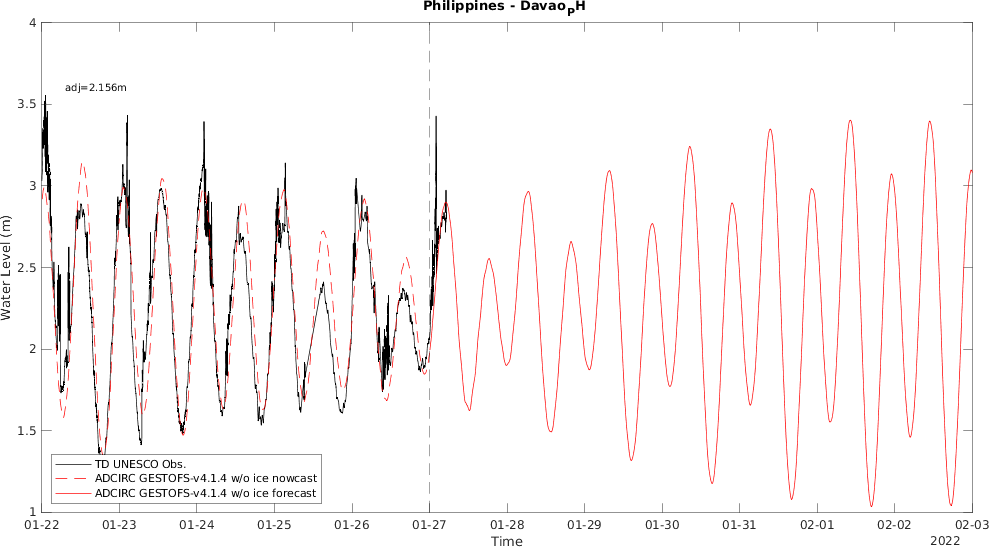 Philippines - DavaoPH
4
adj=2.156m
3.5
3
2.5
2
1.5
1
Water Level (m)
TD UNESCO Obs.
ADCIRC GESTOFS-v4.1.4 w/o ice nowcast
ADCIRC GESTOFS-v4.1.4 w/o ice forecast
01-22 01-23 01-24 01-25 01-26 01-27 01-28 01-29 01-30 01-31 02-01 02-02 02-03
Time
2022